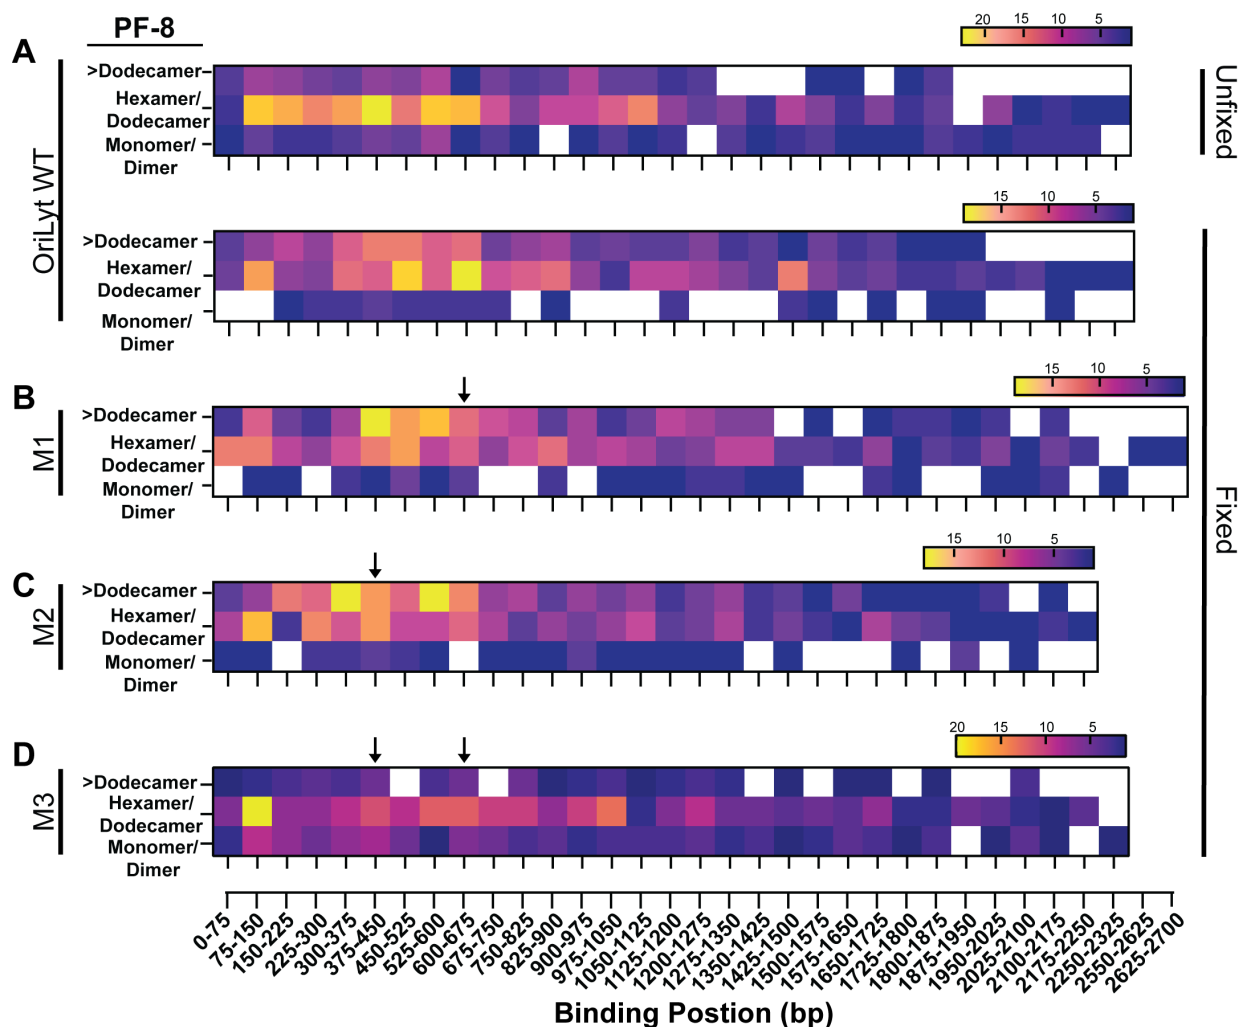 PF-8
A
20 15 10 5
>Dodecamer
Hexamer/
Dodecamer
Monomer/
Dimer
Unfixed
OriLyt WT
15 10 5
>Dodecamer
Hexamer/
Dodecamer
Monomer/
Dimer
Fixed
B
M1
15 10 5
>Dodecamer
Hexamer/
Dodecamer
Monomer/
Dimer
C
M2
15 10 5
>Dodecamer
Hexamer/
Dodecamer
Monomer/
Dimer
D
M3
20 15 10 5
>Dodecamer
Hexamer/
Dodecamer
Monomer/
Dimer
0-75
75-150
150-225
225-300
300-375
375-450
450-525
525-600
600-675
675-750
750-825
825-900
900-975
975-1050
1050-1125
1125-1200
1200-1275
1275-1350
1350-1425
1425-1500
1500-1575
1575-1650
1650-1725
1725-1800
1800-1875
1875-1950
1950-2025
2025-2100
2100-2175
2175-2250
2250-2325
2550-2625
2625-2700
Binding Postion (bp)